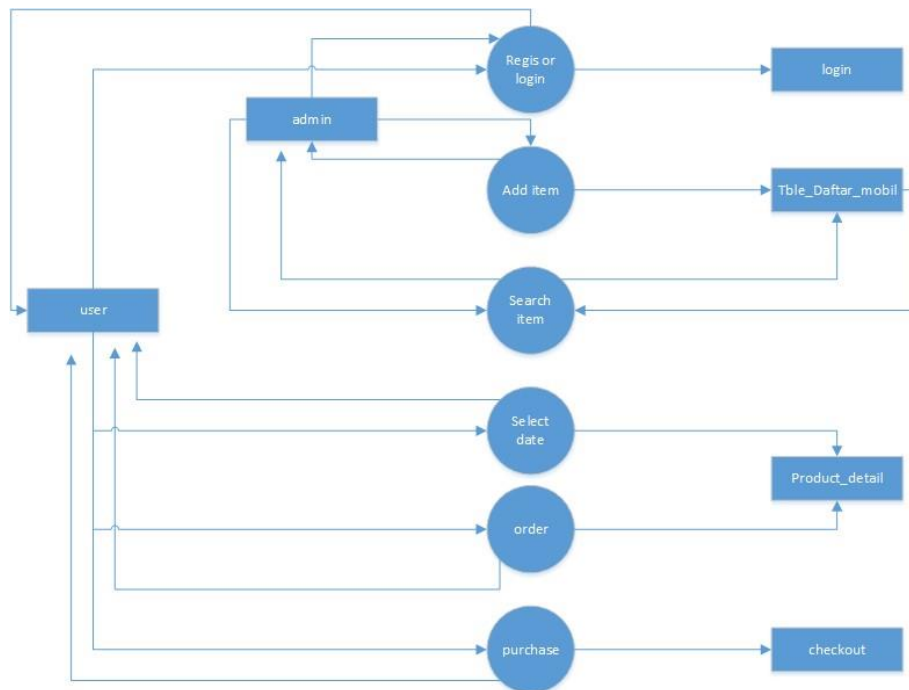 Regis or
login
login
admin
Add item
Tble_Daftar_mobil
Search
item
user
Select
date
Product_detail
order
purchase
checkout